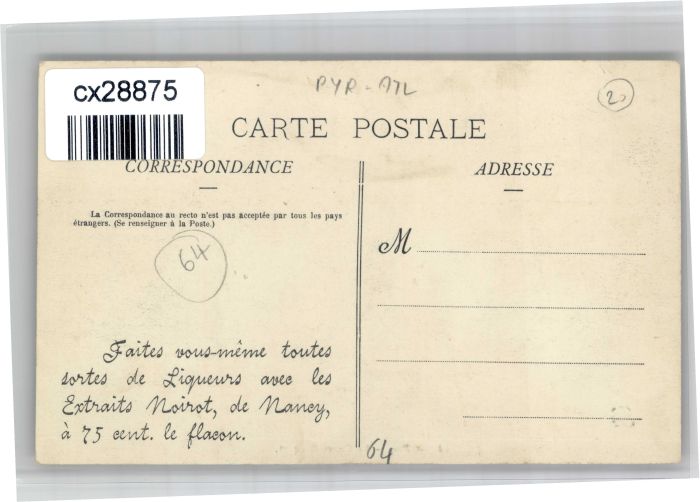 cx28875
PYR-ATL
20
CARTE POSTALE
CORRESPONDANCE
ADRESSE
La Correspondance au recto n'est pas acceptée par tous les pays
étrangers. (Se renseigner à la Poste.)
64
M
Faites vous-même toutes
sortes de Liqueurs avec les
Extraits Noirot, de Nancy,
à 75 cent. le flacon.
64